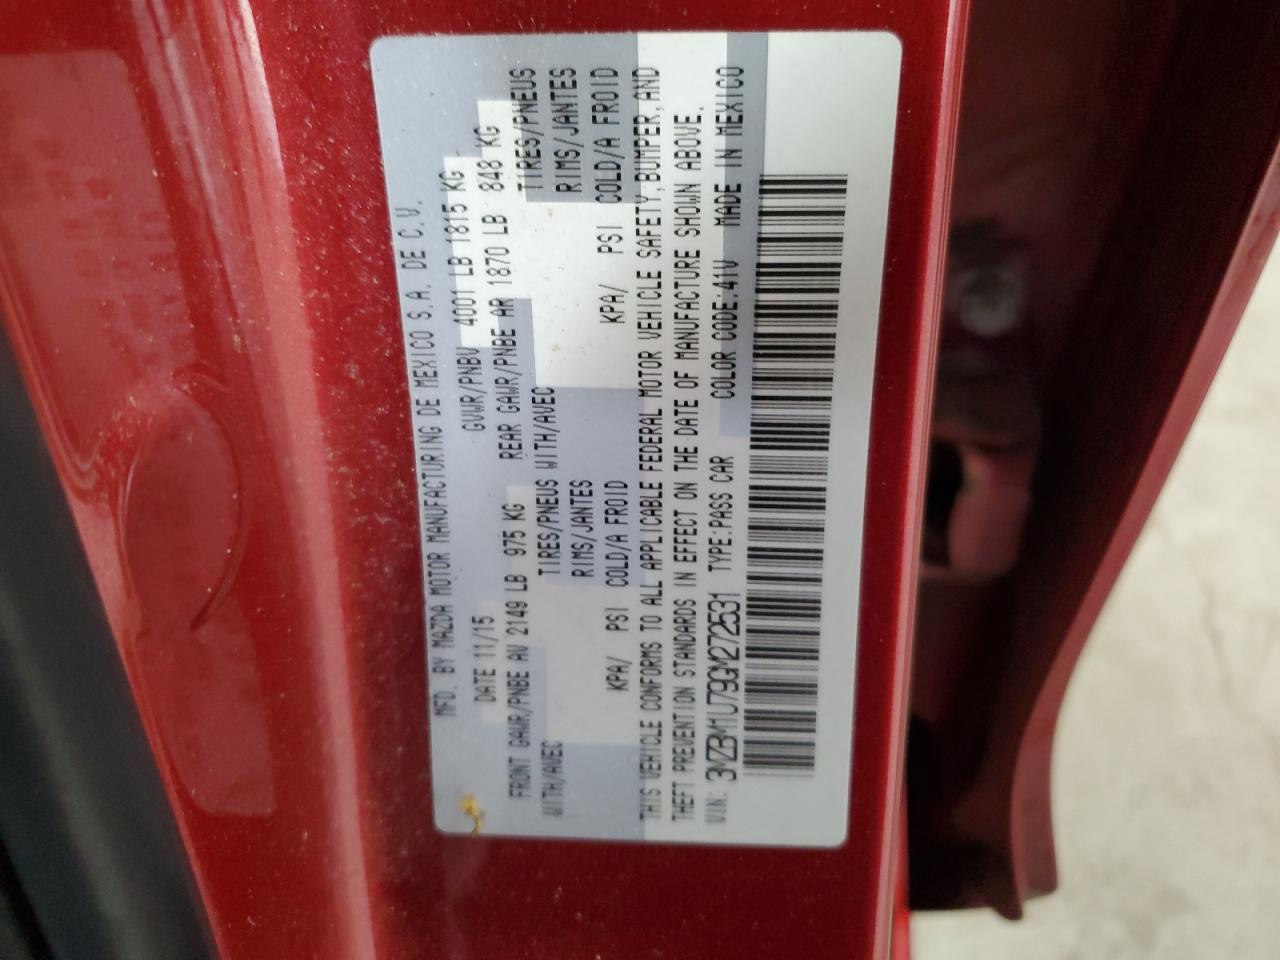 MFD. BY MAZDA MOTOR MANUFACTURING DE MEXICO S.A. DE C.V.
DATE 11/15 GVWR/PNBV 4001 LB 1815 KG
FRONT GAWR/PNBE AV 2149 LB 975 KG REAR GAWR/PNBE AR 1870 LB 848 KG
WITH/AVEC TIRES/PNEUS WITH/AVEC TIRES/PNEUS
RIMS/JANTES RIMS/JANTES
KPA/ PSI COLD/A FROID KPA/ PSI COLD/A FROID
THIS VEHICLE CONFORMS TO ALL APPLICABLE FEDERAL MOTOR VEHICLE SAFETY, BUMPER, AND
THEFT PREVENTION STANDARDS IN EFFECT ON THE DATE OF MANUFACTURE SHOWN ABOVE.
VIN: 3MZBM1U79GM272531 TYPE:PASS CAR COLOR CODE:41V MADE IN MEXICO